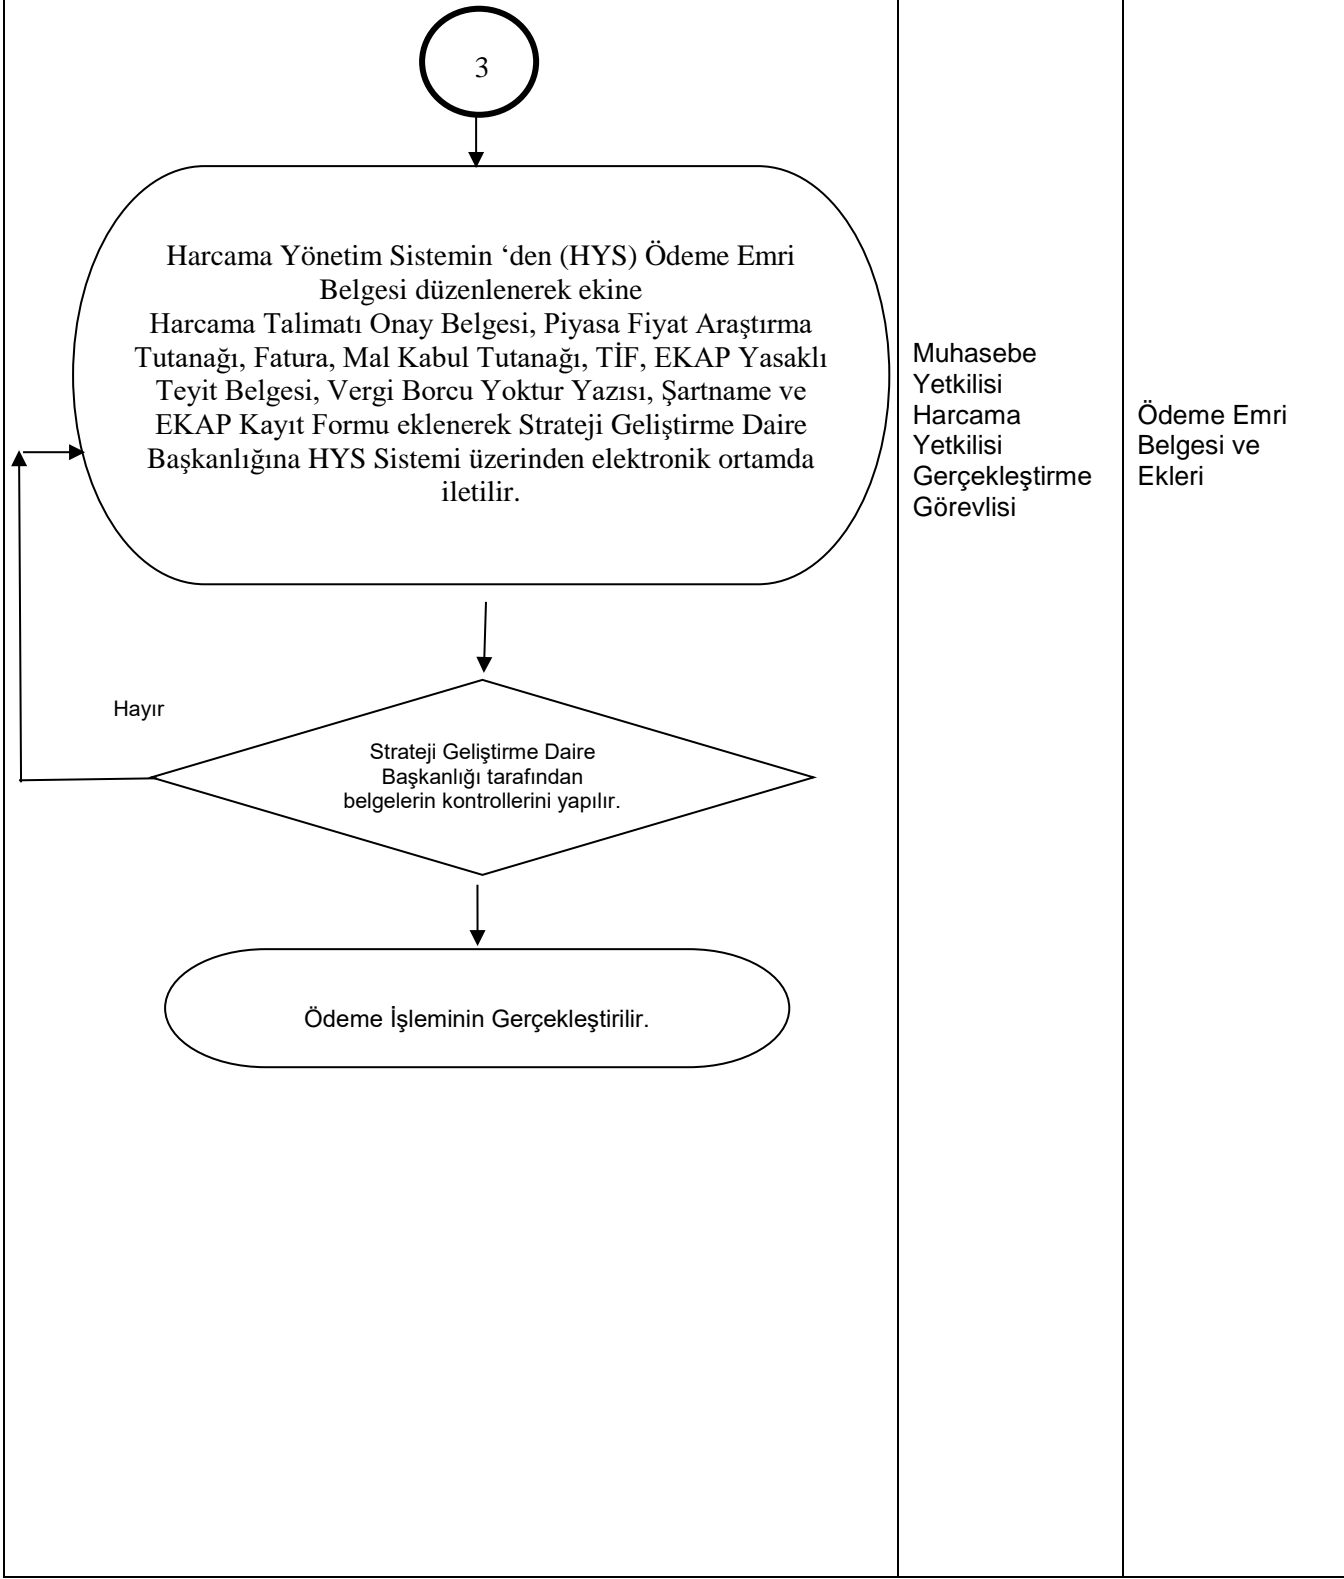 3
Harcama Yönetim Sistemin ‘den (HYS) Ödeme Emri
Belgesi düzenlenerek ekine
Harcama Talimatı Onay Belgesi, Piyasa Fiyat Araştırma
Tutanağı, Fatura, Mal Kabul Tutanağı, TİF, EKAP Yasaklı
Teyit Belgesi, Vergi Borcu Yoktur Yazısı, Şartname ve
EKAP Kayıt Formu eklenerek Strateji Geliştirme Daire
Başkanlığına HYS Sistemi üzerinden elektronik ortamda
iletilir.
Muhasebe
Yetkilisi
Harcama
Yetkilisi
Gerçekleştirme
Görevlisi
Ödeme Emri
Belgesi ve
Ekleri
Hayır
Strateji Geliştirme Daire
Başkanlığı tarafından
belgelerin kontrollerini yapılır.
Ödeme İşleminin Gerçekleştirilir.